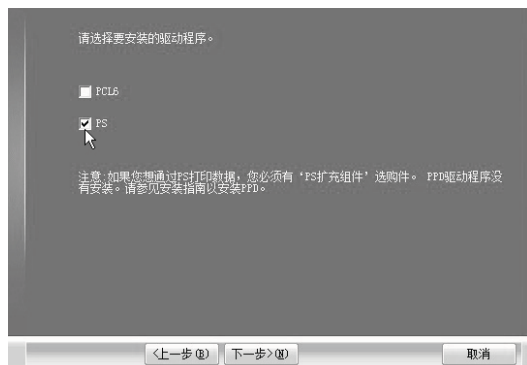 请选择要安装的驱动程序。
PCL6
PS
注意:如果您想通过PS打印数据，您必须有‘PS扩充组件’选购件。 PPD驱动程序没
有安装。请参见安装指南以安装PPD。
<上一步(B)
下一步>(N)
取消